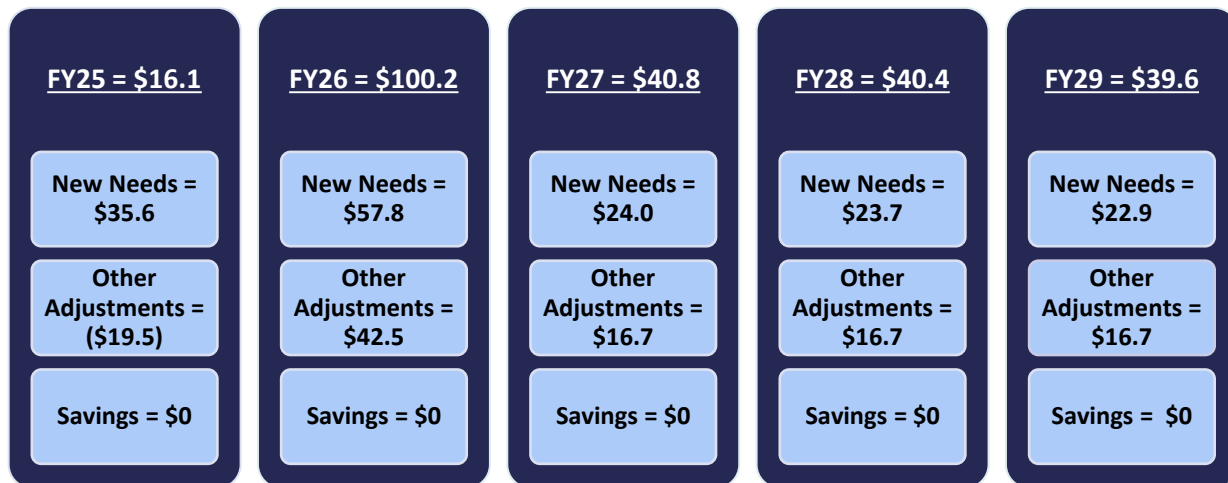 FY25 = $16.1
New Needs =
$35.6
Other
Adjustments =
($19.5)
Savings = $0
FY26 = $100.2
New Needs =
$57.8
Other
Adjustments =
$42.5
Savings = $0
FY27 = $40.8
New Needs =
$24.0
Other
Adjustments =
$16.7
Savings = $0
FY28 = $40.4
New Needs =
$23.7
Other
Adjustments =
$16.7
Savings = $0
FY29 = $39.6
New Needs =
$22.9
Other
Adjustments =
$16.7
Savings =  $0